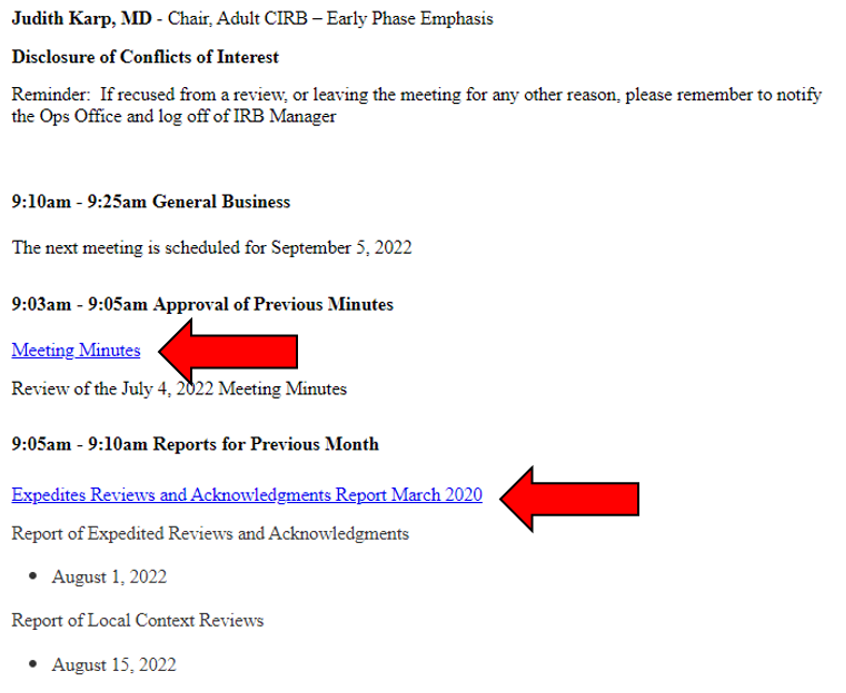 Judith Karp, MD - Chair, Adult CIRB – Early Phase Emphasis
Disclosure of Conflicts of Interest
Reminder:  If recused from a review, or leaving the meeting for any other reason, please remember to notify
the Ops Office and log off of IRB Manager
9:10am - 9:25am General Business
The next meeting is scheduled for September 5, 2022
9:03am - 9:05am Approval of Previous Minutes
Meeting Minutes
Review of the July 4, 2022 Meeting Minutes
9:05am - 9:10am Reports for Previous Month
Expedites Reviews and Acknowledgments Report March 2020
Report of Expedited Reviews and Acknowledgments
• August 1, 2022
Report of Local Context Reviews
• August 15, 2022